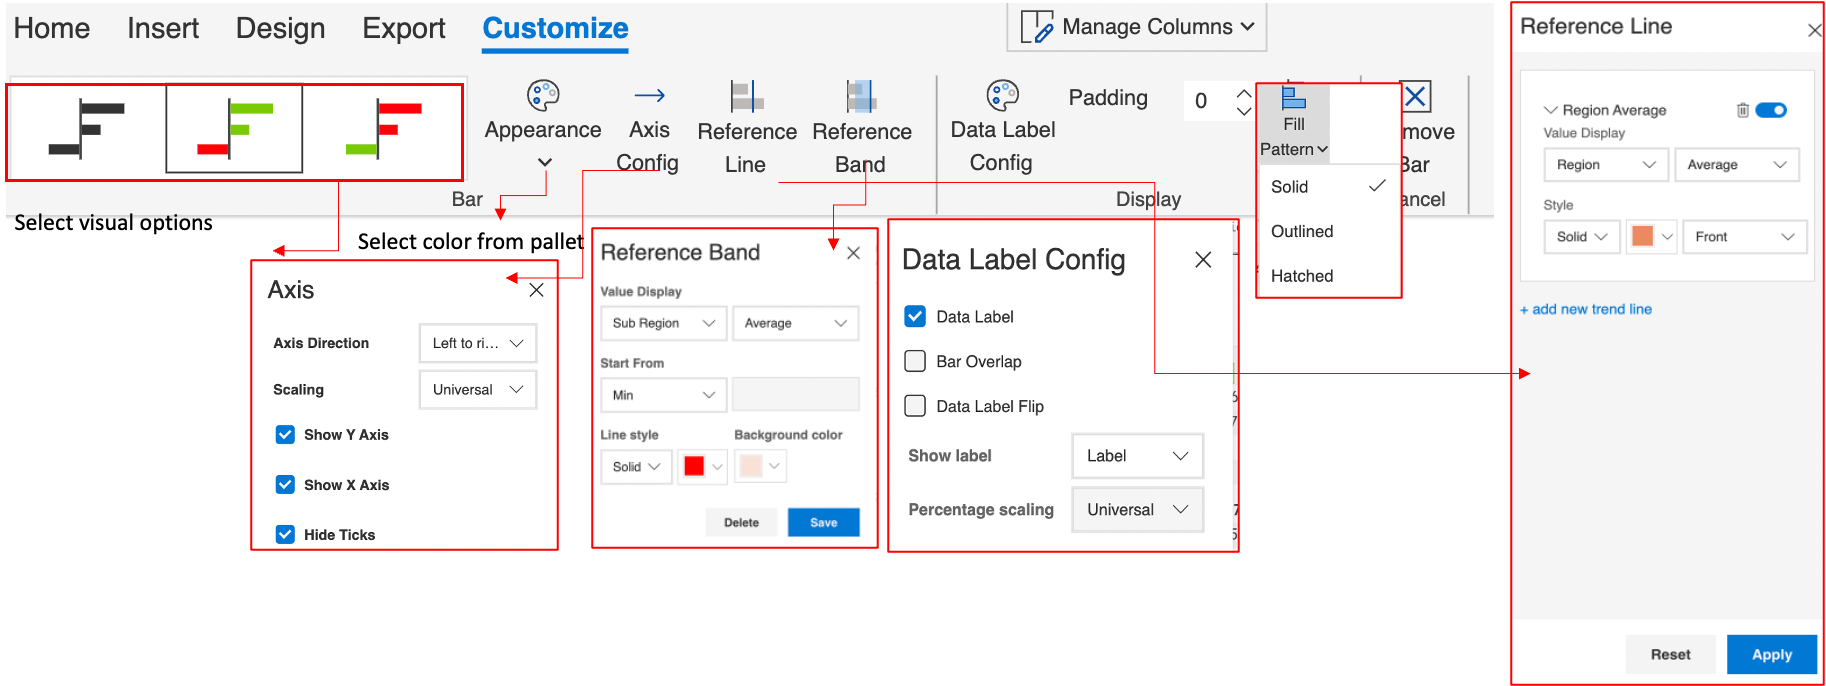 Home Insert Design Export Customize
Manage Columns
Appearance
Axis
Config
Reference
Line
Reference
Band
Bar
Data Label
Config
Padding
0
Display
Fill
Pattern
Solid
Outlined
Hatched
move
Bar
ancel
Select visual options
Select color from pallet
Axis
Axis Direction Left to ri...
Scaling Universal
Show Y Axis
Show X Axis
Hide Ticks
Reference Band
Value Display
Sub Region Average
Start From
Min
Line style Background color
Solid
Delete Save
Data Label Config
Data Label
Bar Overlap
Data Label Flip
Show label Label
Percentage scaling Universal
Reference Line
Region Average
Value Display
Region Average
Style
Solid Front
+ add new trend line
Reset Apply